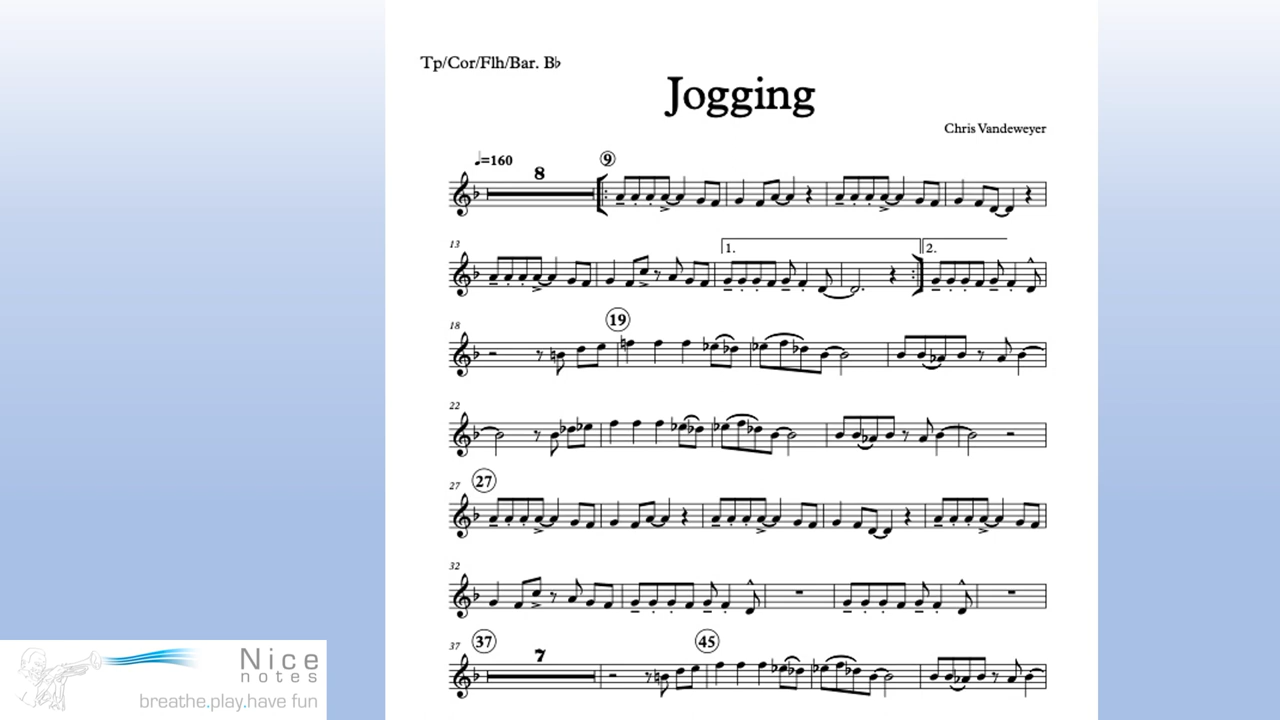 Tp/Cor/Flh/Bar. B♭
Jogging
Chris Vandeweyer
♩=160
8
9
13
1.
2.
18
19
22
27
27
32
37
37
7
45
Nice
notes
breathe.play.have fun